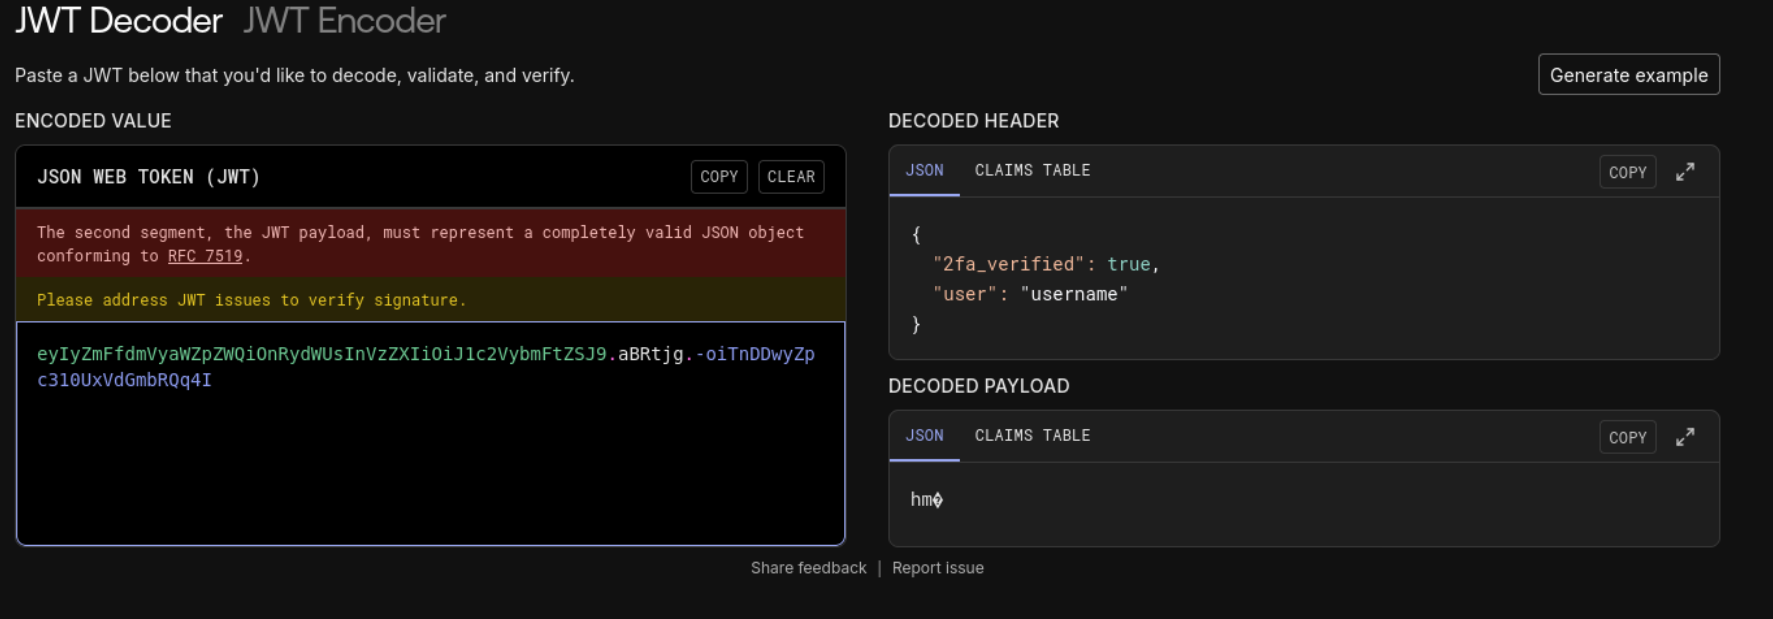 JWT Decoder JWT Encoder
Paste a JWT below that you'd like to decode, validate, and verify.
Generate example
ENCODED VALUE
JSON WEB TOKEN (JWT)
COPY
CLEAR
The second segment, the JWT payload, must represent a completely valid JSON object
conforming to RFC 7519.
Please address JWT issues to verify signature.
eyIyZmFfdmVyaWZpZWQiOnRydWUsInVzZXIiOiJ1c2VybmFtZSJ9.aBRtjg.-oiTnDDwyZp
c310UxVdGmbRQq4I
DECODED HEADER
JSON
CLAIMS TABLE
COPY
{
"2fa_verified": true,
"user": "username"
}
DECODED PAYLOAD
JSON
CLAIMS TABLE
COPY
hm�
Share feedback | Report issue